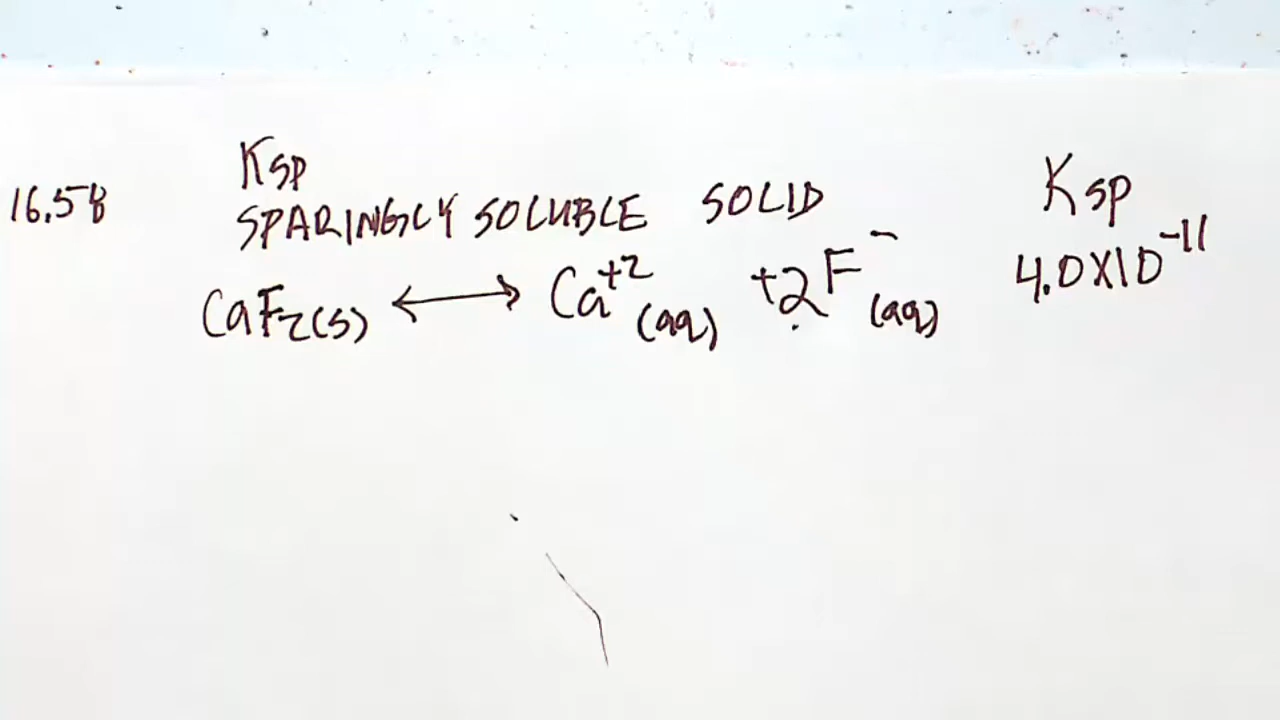 Ksp
16.58 SPARINGLY SOLUBLE SOLID Ksp
CaF₂(s) ⟷ Ca⁺²(aq) +2F⁻(aq) 4.0X10⁻¹¹